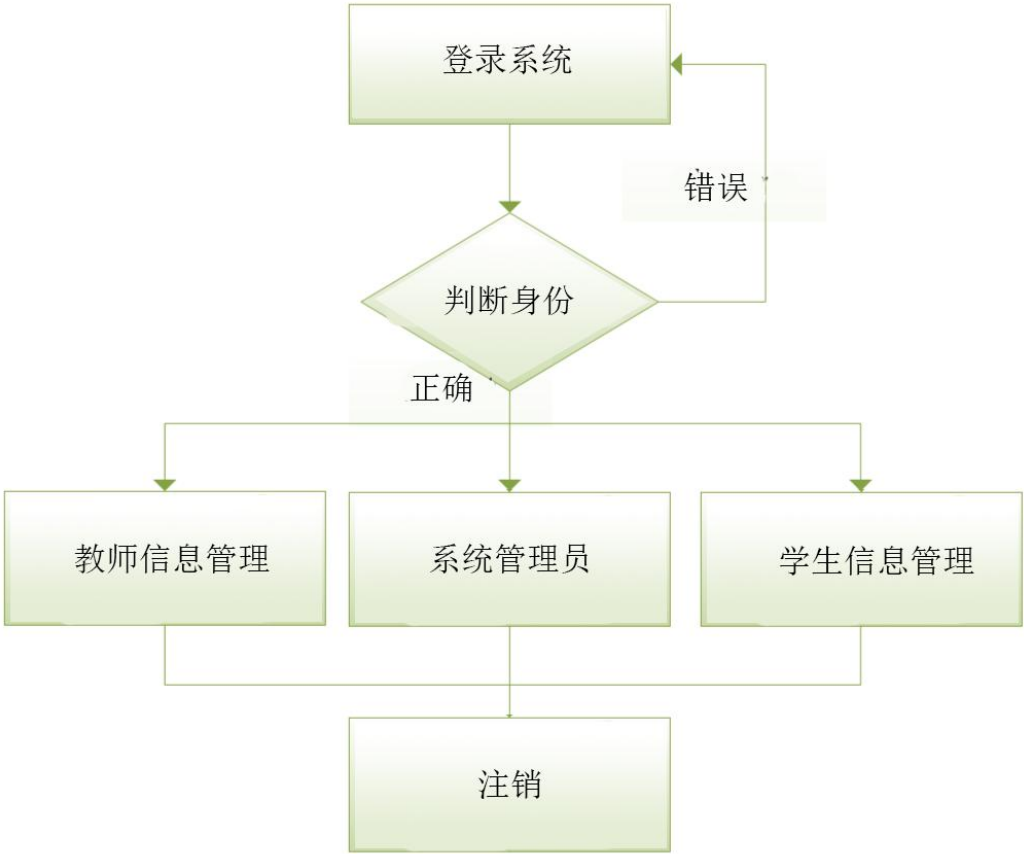 登录系统
错误
判断身份
正确
教师信息管理
系统管理员
学生信息管理
注销